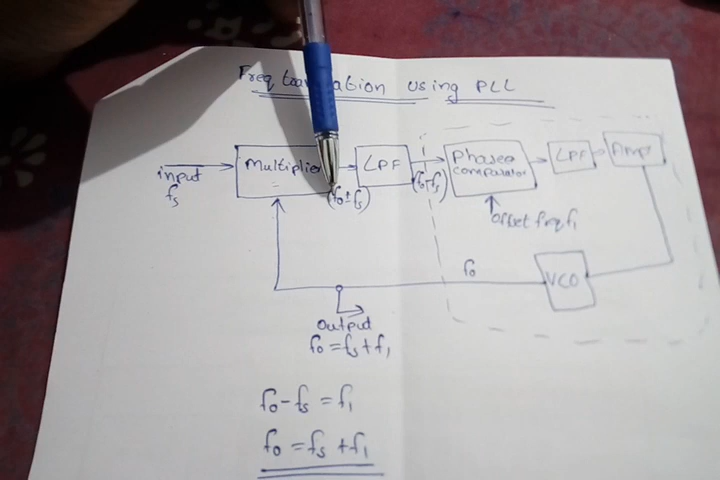 Freq translation using PLL
input
fs
Multiplier
(fo±fs)
LPF
(fo-fs)
Phase
comparator
offset freq f1
LPF
Amp
VCO
fo
output
fo = fs + f1
fo - fs = f1
fo = fs + f1